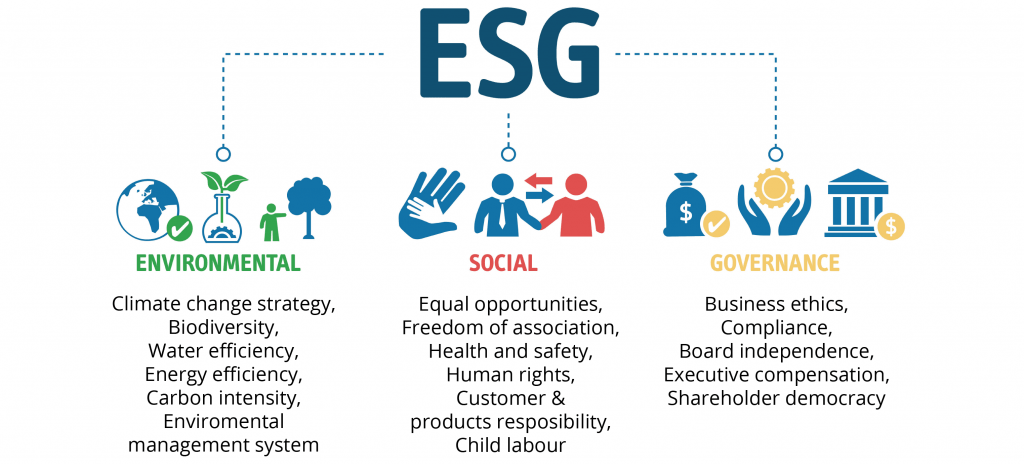 ESG
ENVIRONMENTAL
Climate change strategy,
Biodiversity,
Water efficiency,
Energy efficiency,
Carbon intensity,
Enviromental
management system
SOCIAL
Equal opportunities,
Freedom of association,
Health and safety,
Human rights,
Customer &
products resposibility,
Child labour
$
$
GOVERNANCE
Business ethics,
Compliance,
Board independence,
Executive compensation,
Shareholder democracy